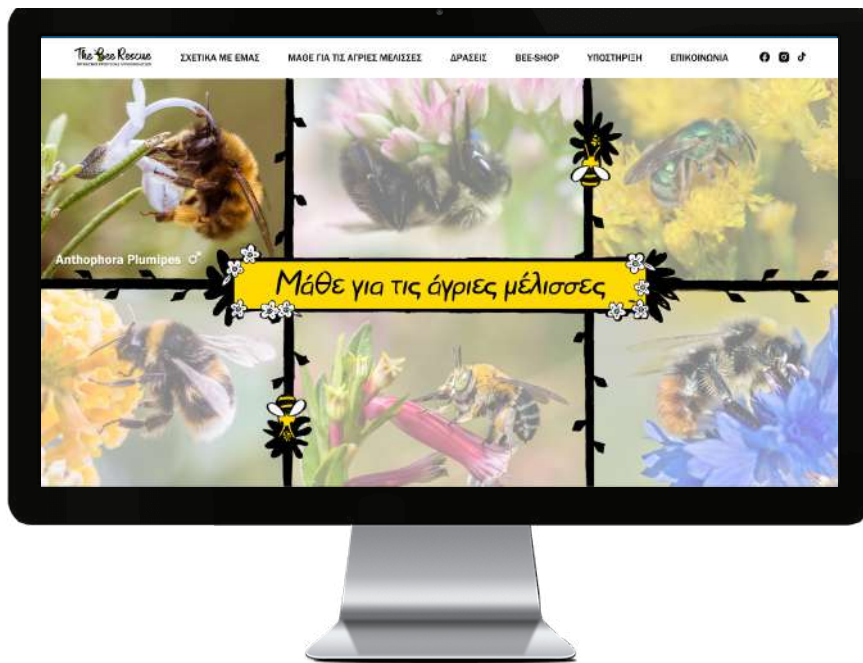 The Bee Rescue
ΣΧΕΤΙΚΑ ΜΕ ΕΜΑΣ ΜΑΘΕ ΓΙΑ ΤΙΣ ΑΓΡΙΕΣ ΜΕΛΙΣΣΕΣ ΔΡΑΣΕΙΣ BEE-SHOP ΥΠΟΣΤΗΡΙΞΗ ΕΠΙΚΟΙΝΩΝΙΑ
Anthophora Plumipes ♂
Μάθε για τις άγριες μέλισσες